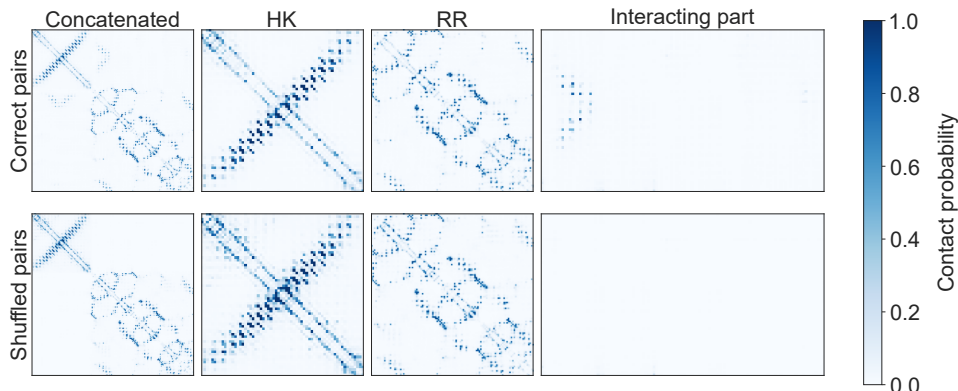 Concatenated HK RR Interacting part
Correct pairs
Shuffled pairs
1.0
0.8
0.6
0.4
0.2
0.0
Contact probability